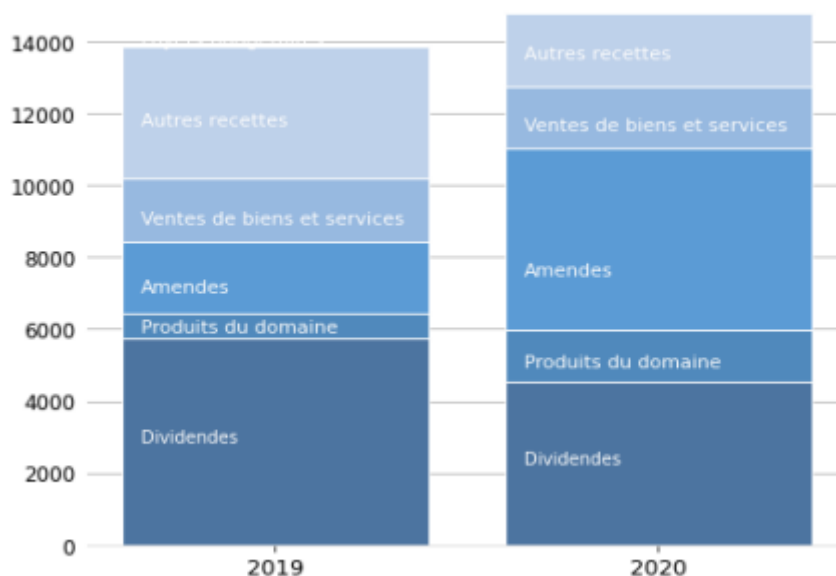 14000
12000
10000
8000
6000
4000
2000
0
Autres recettes
Ventes de biens et services
Amendes
Produits du domaine
Dividendes
Autres recettes
Ventes de biens et services
Amendes
Produits du domaine
Dividendes
2019
2020